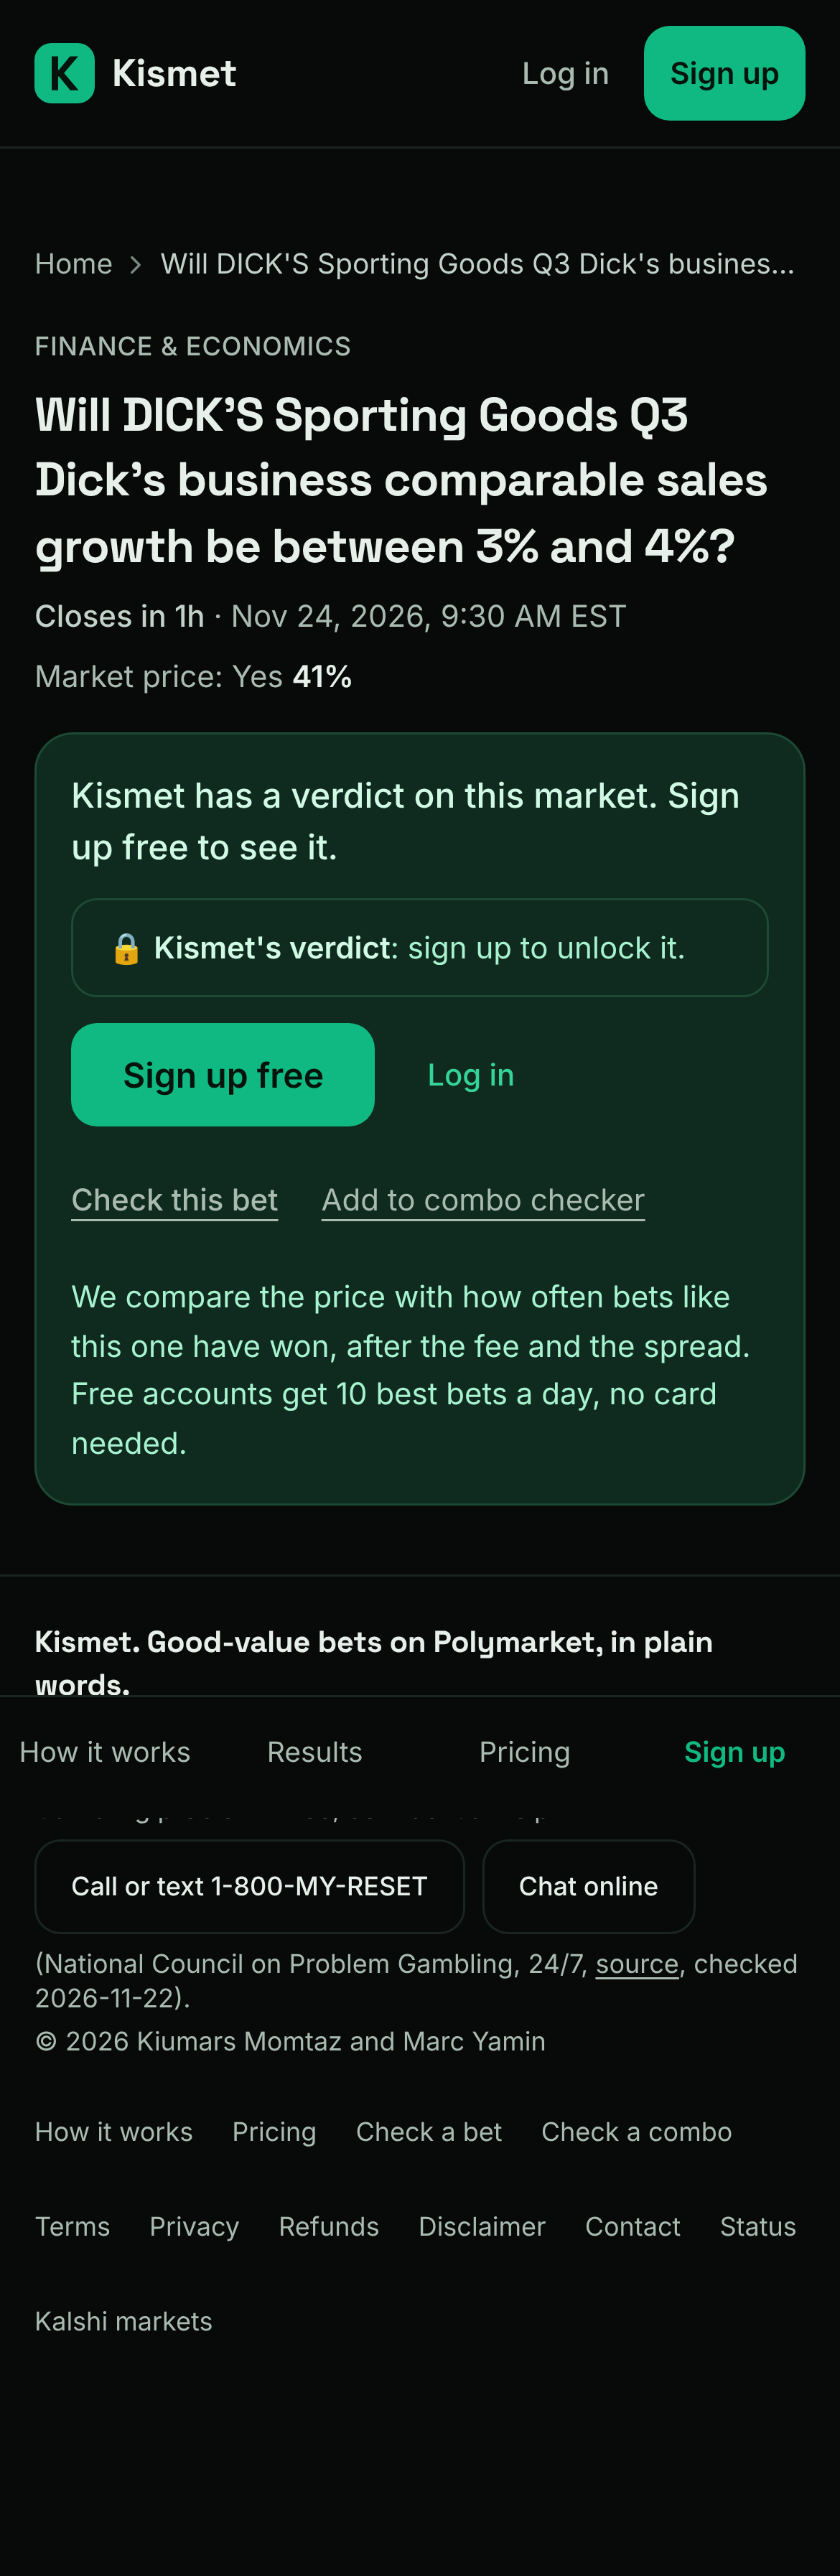 K Kismet Log in Sign up
Home > Will DICK'S Sporting Goods Q3 Dick's busines...
FINANCE & ECONOMICS
Will DICK'S Sporting Goods Q3
Dick's business comparable sales
growth be between 3% and 4%?
Closes in 1h · Nov 24, 2026, 9:30 AM EST
Market price: Yes 41%
Kismet has a verdict on this market. Sign
up free to see it.
🔒 Kismet's verdict: sign up to unlock it.
Sign up free Log in
Check this bet Add to combo checker
We compare the price with how often bets like
this one have won, after the fee and the spread.
Free accounts get 10 best bets a day, no card
needed.
Kismet. Good-value bets on Polymarket, in plain
words.
How it works Results Pricing Sign up
Call or text 1-800-MY-RESET Chat online
(National Council on Problem Gambling, 24/7, source, checked
2026-11-22).
© 2026 Kiumars Momtaz and Marc Yamin
How it works Pricing Check a bet Check a combo
Terms Privacy Refunds Disclaimer Contact Status
Kalshi markets